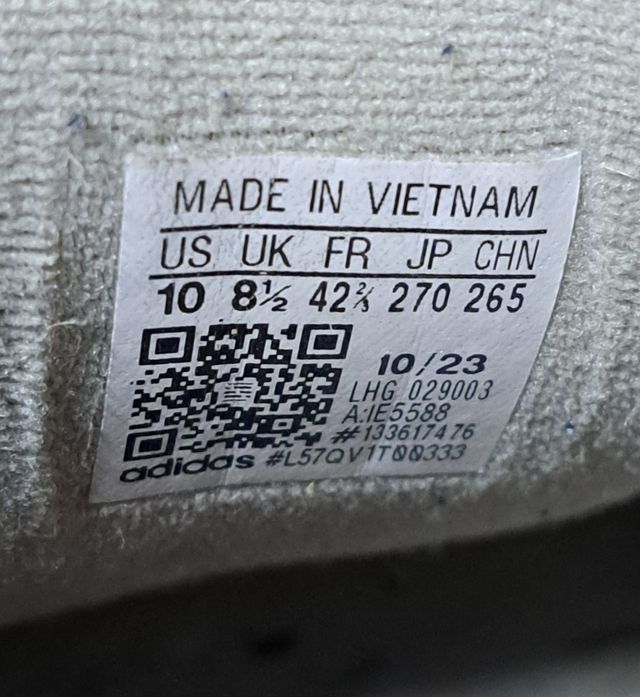 MADE IN VIETNAM
US UK FR JP CHN
10 8½ 42⅔ 270 265
10/23
LHG 029003
A:IE5588
#133617476
adidas #L57QV1T00333